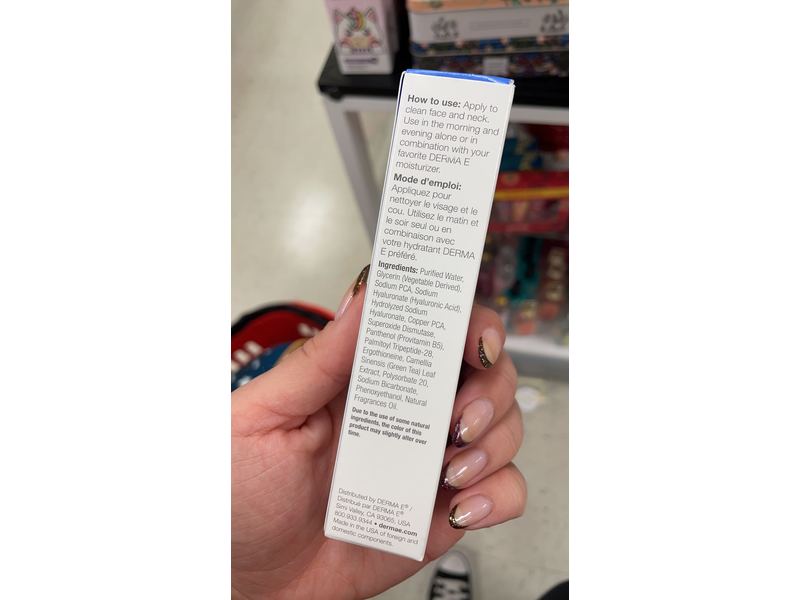 How to use: Apply to
clean face and neck.
Use in the morning and
evening alone or in
combination with your
favorite DERMA E
moisturizer.
Mode d'emploi:
Appliquez pour
nettoyer le visage et le
cou. Utilisez le matin et
le soir seul ou en
combinaison avec
votre hydratant DERMA
E préféré.
Ingredients: Purified Water,
Glycerin (Vegetable Derived),
Sodium PCA, Sodium
Hyaluronate (Hyaluronic Acid),
Hydrolyzed Sodium
Hyaluronate, Copper PCA,
Superoxide Dismutase,
Panthenol (Provitamin B5),
Palmitoyl Tripeptide-28,
Ergothioneine, Camellia
Sinensis (Green Tea) Leaf
Extract, Polysorbate 20,
Sodium Bicarbonate,
Phenoxyethanol, Natural
Fragrances Oil.
Due to the use of some natural
ingredients, the color of this
product may slightly alter over
time.
Distributed by DERMA E® /
Distribué par DERMA E®
Simi Valley, CA 93065, USA
800.933.9344 • dermae.com
Made in the USA of foreign and
domestic components.